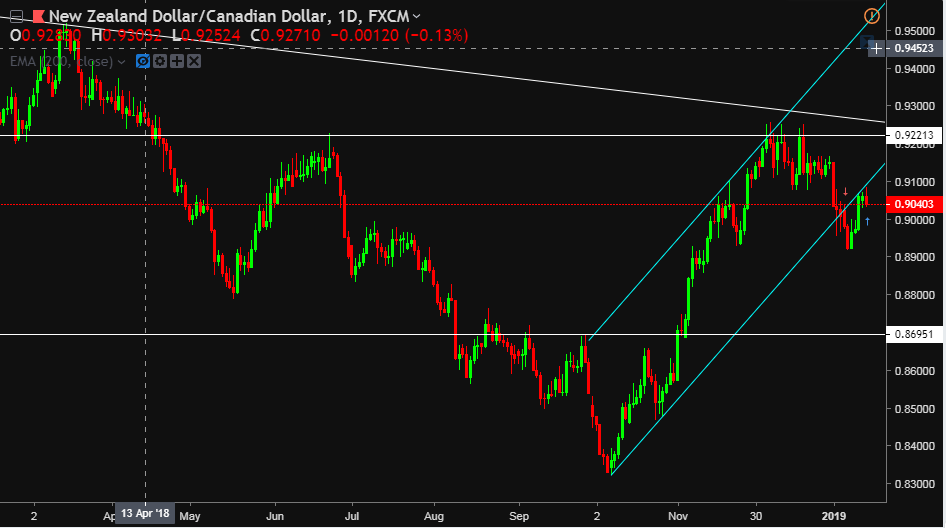 New Zealand Dollar/Canadian Dollar, 1D, FXCM
H0.93092 L0.92524 C0.92710 −0.00120 (−0.13%)
EMA (200, close)
0.95000
0.94523
0.94000
0.93000
0.92213
0.92000
0.91000
0.90403
0.90000
0.89000
0.88000
0.86951
0.86000
0.85000
0.84000
0.83000
2
13 Apr '18
May
Jun
Jul
Aug
Sep
2
Nov
30
2019